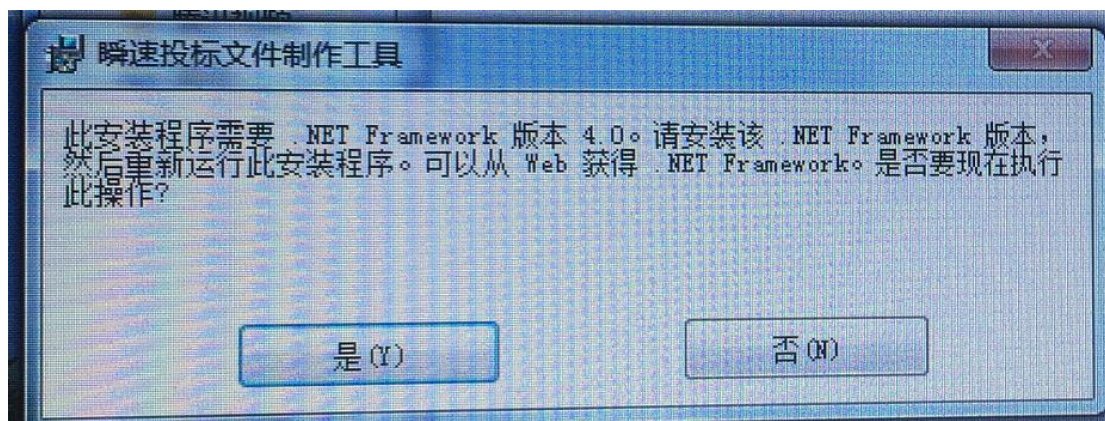 瞬速投标文件制作工具
此安装程序需要 .NET Framework 版本 4.0。请安装该 .NET Framework 版本，
然后重新运行此安装程序。可以从 Web 获得 .NET Framework。是否要现在执行
此操作?
是(Y)
否(N)